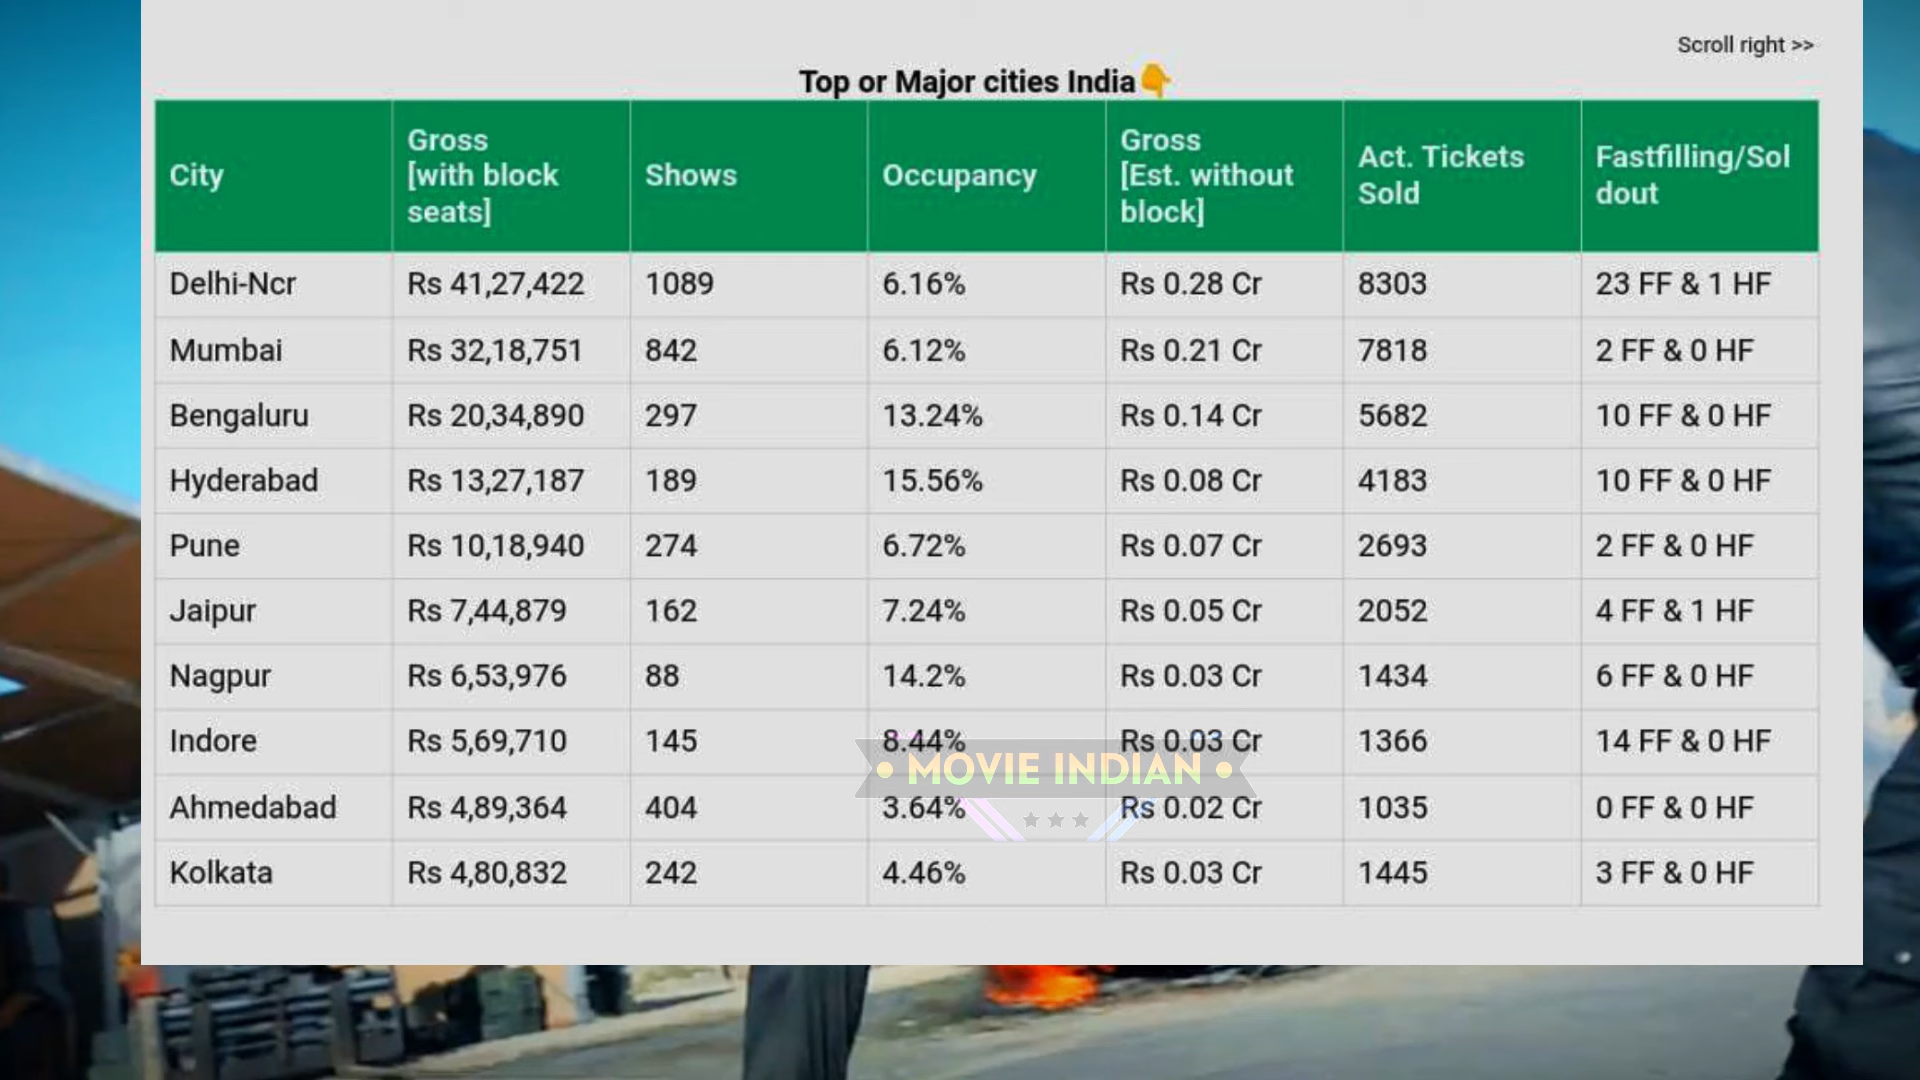 Scroll right >>
Top or Major cities India👇
City Gross [with block seats] Shows Occupancy Gross [Est. without block] Act. Tickets Sold Fastfilling/Soldout
Delhi-Ncr Rs 41,27,422 1089 6.16% Rs 0.28 Cr 8303 23 FF & 1 HF
Mumbai Rs 32,18,751 842 6.12% Rs 0.21 Cr 7818 2 FF & 0 HF
Bengaluru Rs 20,34,890 297 13.24% Rs 0.14 Cr 5682 10 FF & 0 HF
Hyderabad Rs 13,27,187 189 15.56% Rs 0.08 Cr 4183 10 FF & 0 HF
Pune Rs 10,18,940 274 6.72% Rs 0.07 Cr 2693 2 FF & 0 HF
Jaipur Rs 7,44,879 162 7.24% Rs 0.05 Cr 2052 4 FF & 1 HF
Nagpur Rs 6,53,976 88 14.2% Rs 0.03 Cr 1434 6 FF & 0 HF
Indore Rs 5,69,710 145 8.44% Rs 0.03 Cr 1366 14 FF & 0 HF
• MOVIE INDIAN •
Ahmedabad Rs 4,89,364 404 3.64% Rs 0.02 Cr 1035 0 FF & 0 HF
Kolkata Rs 4,80,832 242 4.46% Rs 0.03 Cr 1445 3 FF & 0 HF